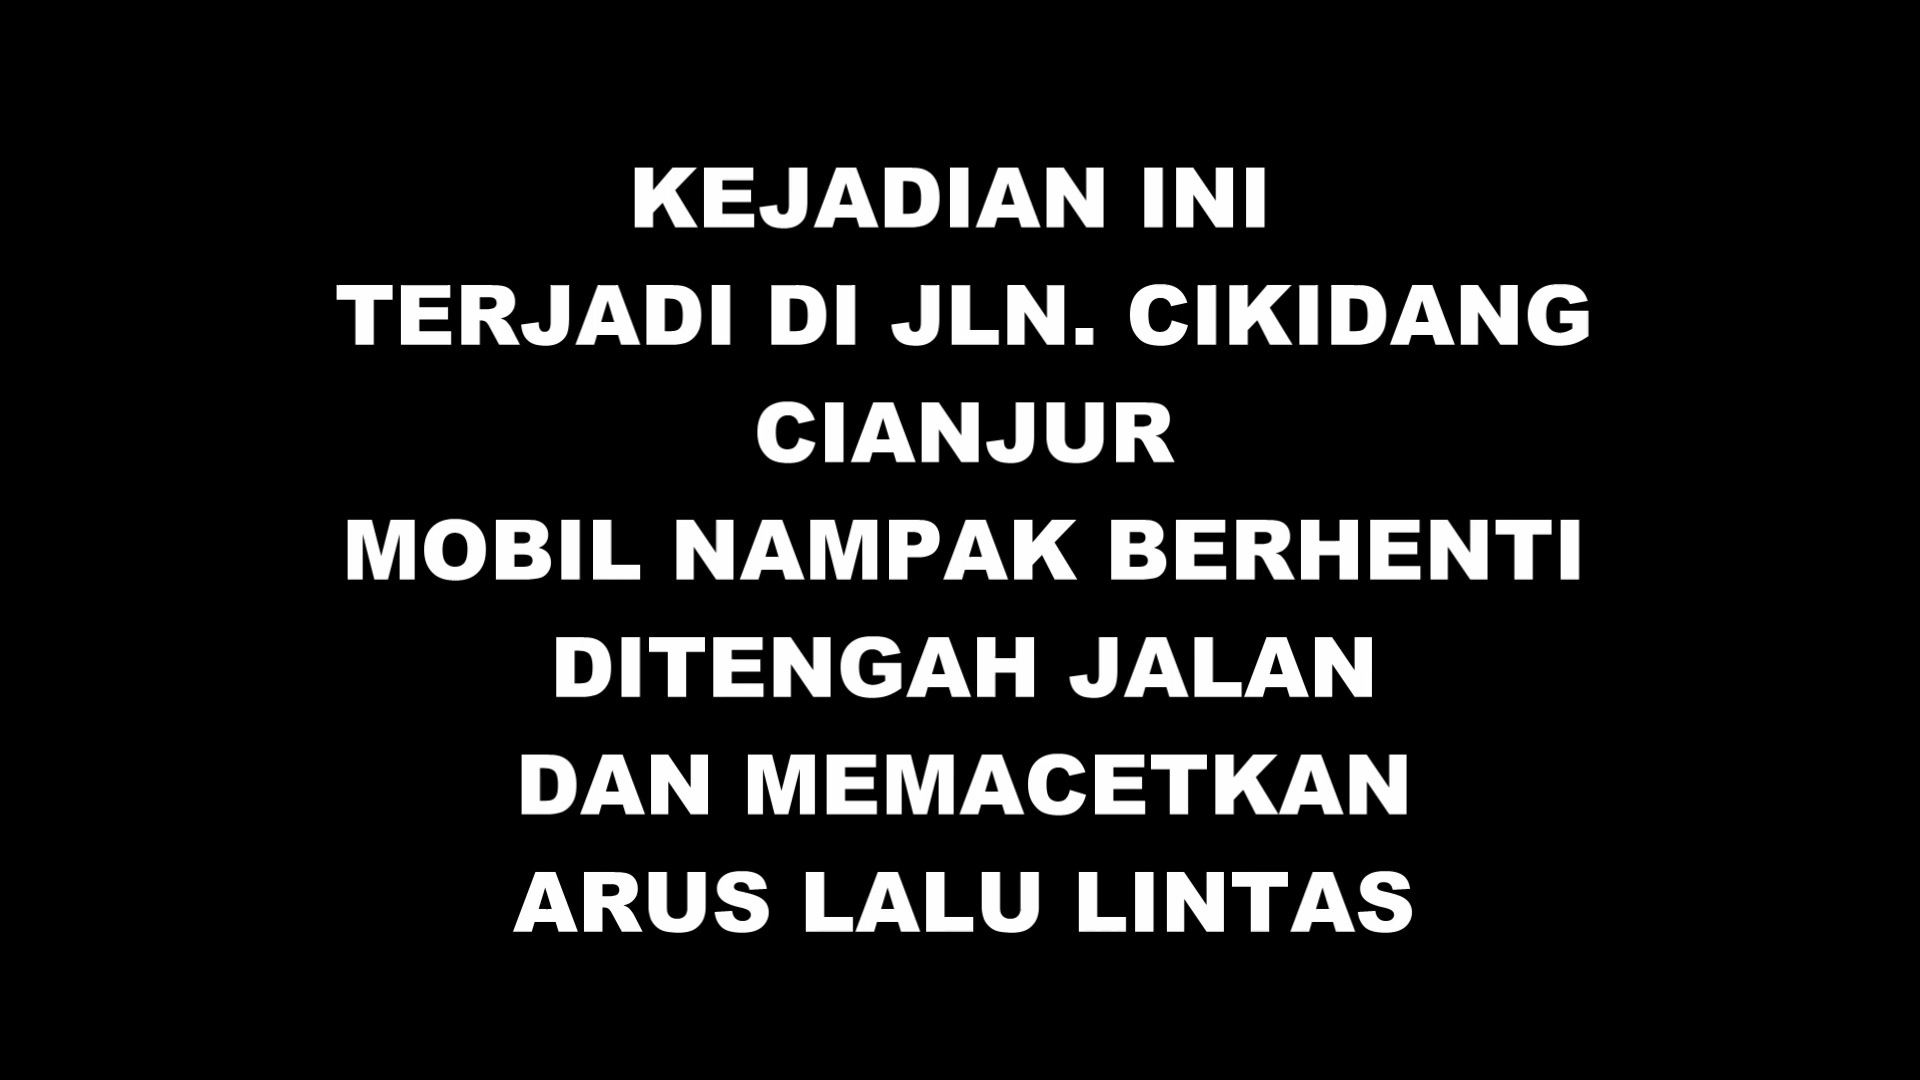 KEJADIAN INI
TERJADI DI JLN. CIKIDANG
CIANJUR
MOBIL NAMPAK BERHENTI
DITENGAH JALAN
DAN MEMACETKAN
ARUS LALU LINTAS